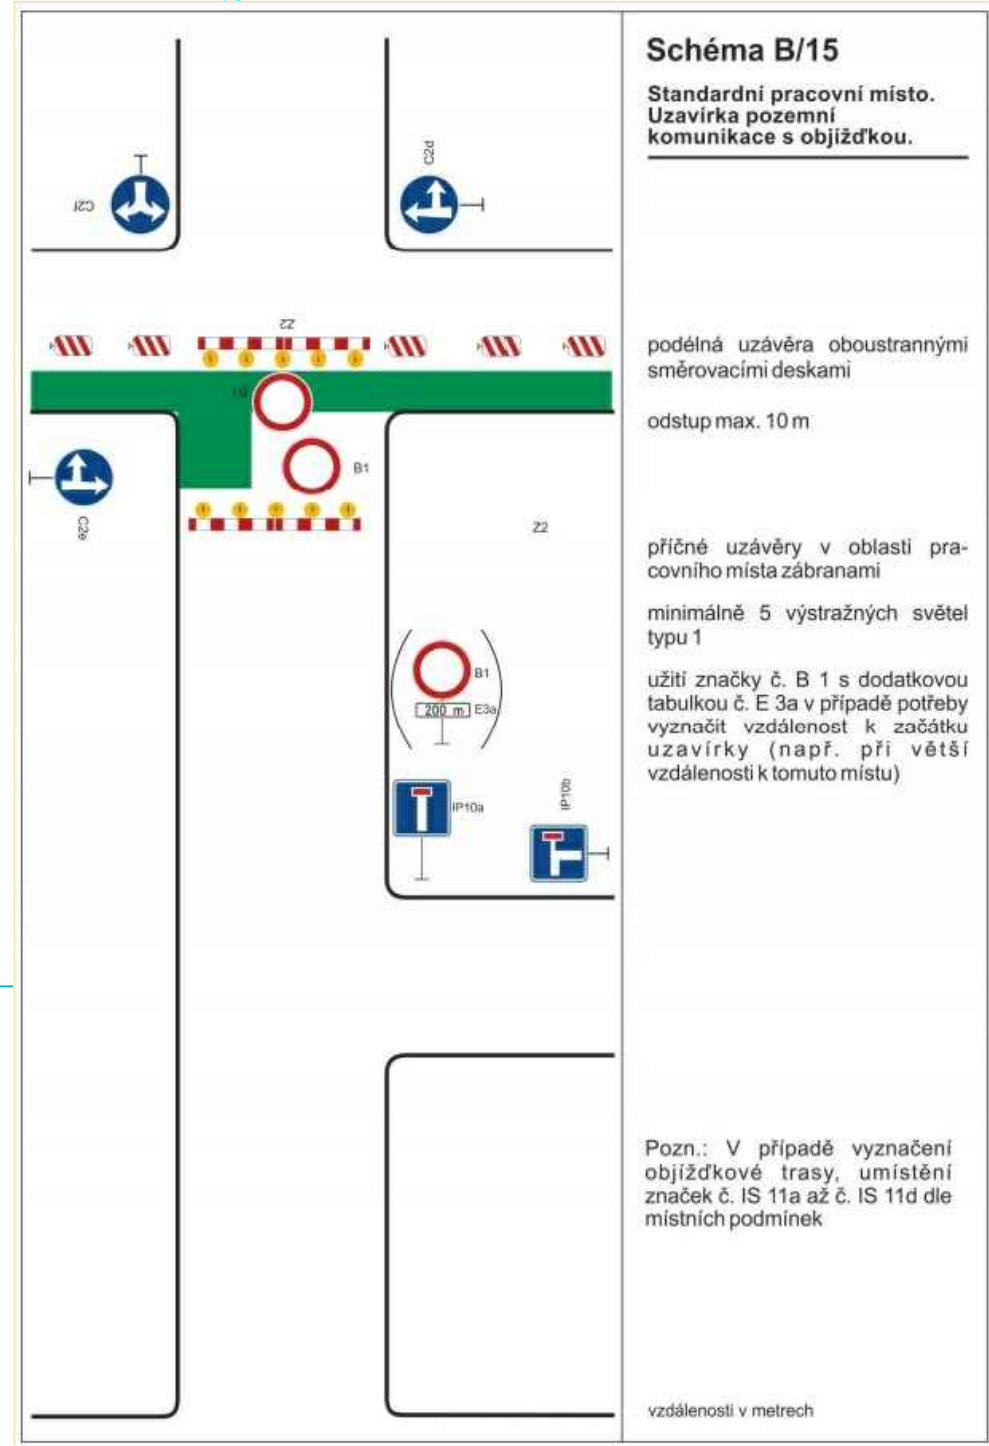 Schéma B/15
Standardní pracovní místo.
Uzavírka pozemní
komunikace s objížďkou.
C2d
C2f
Z2
podélná uzávěra oboustrannými
směrovacími deskami
B1
odstup max. 10 m
B1
C2e
Z2
příčné uzávěry v oblasti pra-
covního místa zábranami
minimálně 5 výstražných světel
typu 1
B1
200 m E3a
užití značky č. B 1 s dodatkovou
tabulkou č. E 3a v případě potřeby
vyznačit vzdálenost k začátku
uzavírky (např. při větší
vzdálenosti k tomuto místu)
IP10a
IP10b
Pozn.: V případě vyznačení
objížďkové trasy, umístění
značek č. IS 11a až č. IS 11d dle
místních podmínek
vzdálenosti v metrech